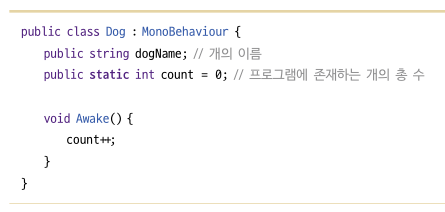 public class Dog : MonoBehaviour {
public string dogName; // 개의 이름
public static int count = 0; // 프로그램에 존재하는 개의 총 수
void Awake() {
count++;
}
}